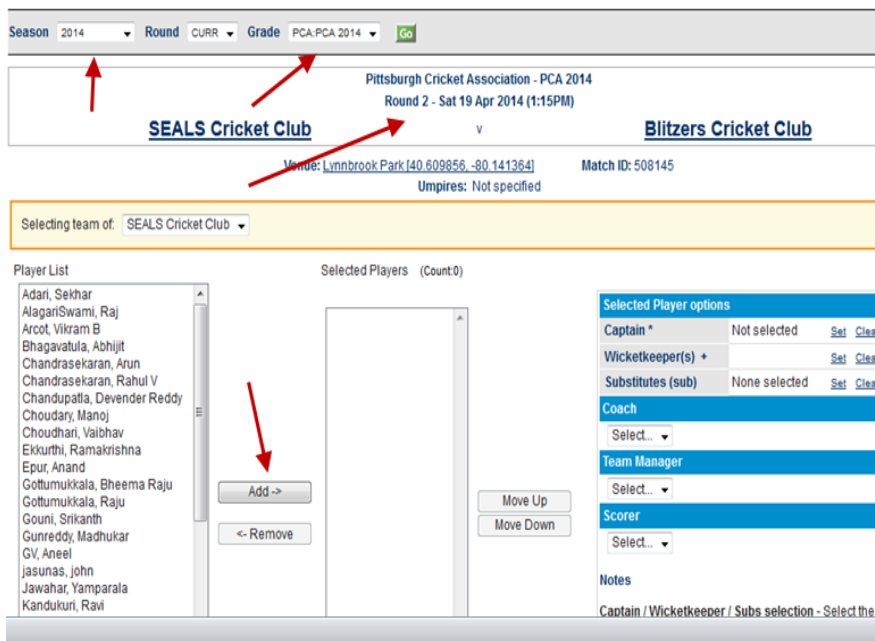 Season 2014 Round CURR Grade PCA:PCA 2014 Go
Pittsburgh Cricket Association - PCA 2014
Round 2 - Sat 19 Apr 2014 (1:15PM)
SEALS Cricket Club v Blitzers Cricket Club
Venue: Lynnbrook Park [40.609856, -80.141364] Match ID: 508145
Umpires: Not specified
Selecting team of: SEALS Cricket Club
Player List
Adari, Sekhar
AlagariSwami, Raj
Arcot, Vikram B
Bhagavatula, Abhijit
Chandrasekaran, Arun
Chandrasekaran, Rahul V
Chandupatla, Devender Reddy
Choudary, Manoj
Choudhari, Vaibhav
Ekkurthi, Ramakrishna
Epur, Anand
Gottumukkala, Bheema Raju
Gottumukkala, Raju
Gouni, Srikanth
Gunreddy, Madhukar
GV, Aneel
jasunas, john
Jawahar, Yamparala
Kandukuri, Ravi
Add ->
<- Remove
Selected Players (Count:0)
Move Up
Move Down
Selected Player options
Captain * Not selected Set Clea
Wicketkeeper(s) + Set Clea
Substitutes (sub) None selected Set Clea
Coach
Select...
Team Manager
Select...
Scorer
Select...
Notes
Captain / Wicketkeeper / Subs selection - Select the